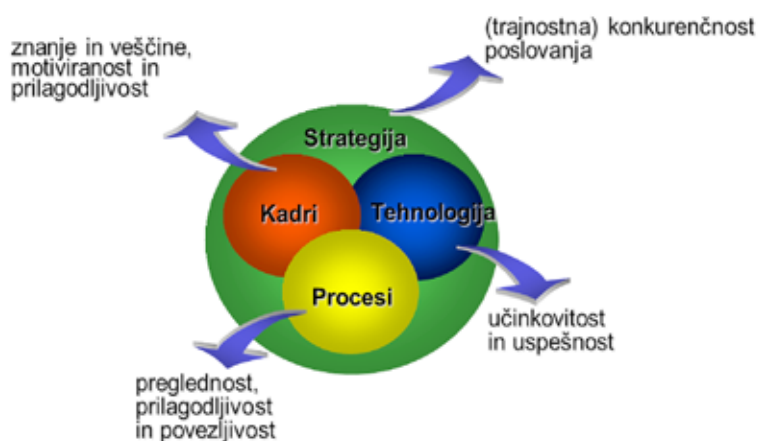 znanje in veščine,
motiviranost in
prilagodljivost
(trajnostna) konkurenčnost
poslovanja
Strategija
Kadri
Tehnologija
Procesi
učinkovitost
in uspešnost
preglednost,
prilagodljivost
in povezljivost